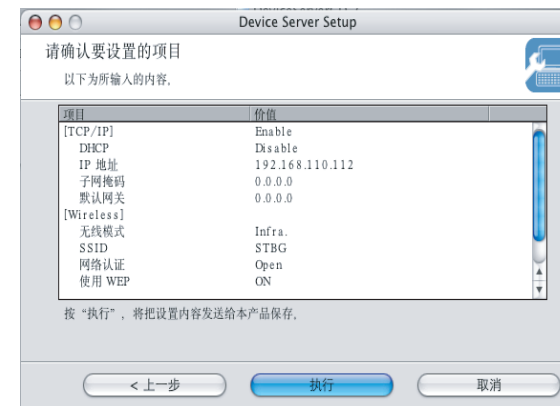 Device Server Setup
请确认要设置的项目
以下为所输入的内容,
项目 价值
[TCP/IP] Enable
DHCP Disable
IP 地址 192.168.110.112
子网掩码 0.0.0.0
默认网关 0.0.0.0
[Wireless]
无线模式 Infra.
SSID STBG
网络认证 Open
使用 WEP ON
按 “执行” , 将把设置内容发送给本产品保存,
< 上一步 执行 取消